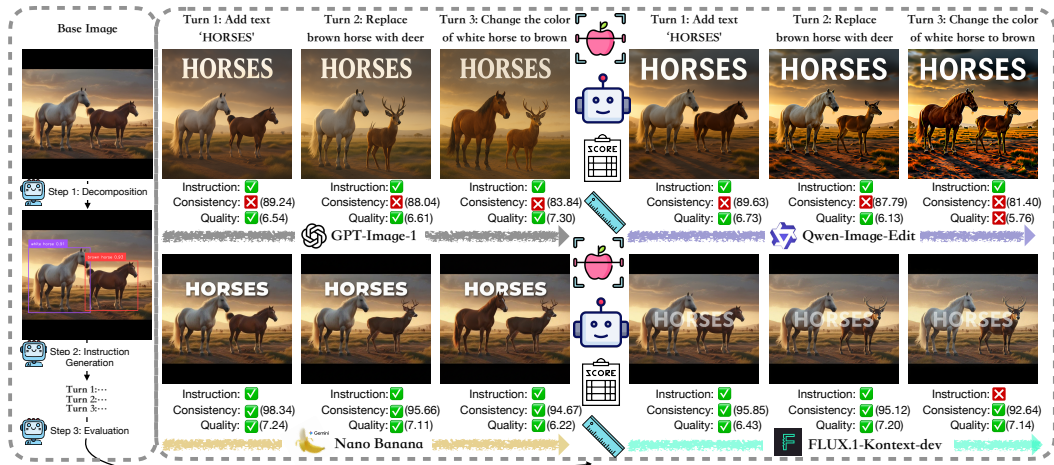 Base Image
Step 1: Decomposition
white horse 0.91
brown horse 0.87
Step 2: Instruction
Generation
Turn 1:...
Turn 2:...
Turn 3:...
Step 3: Evaluation
Turn 1: Add text
'HORSES'
Turn 2: Replace
brown horse with deer
Turn 3: Change the color
of white horse to brown
HORSES
HORSES
HORSES
Instruction:
Consistency: (89.24)
Quality: (6.54)
Instruction:
Consistency: (88.04)
Quality: (6.61)
Instruction:
Consistency: (83.84)
Quality: (7.30)
GPT-Image-1
SCORE
Turn 1: Add text
'HORSES'
Turn 2: Replace
brown horse with deer
Turn 3: Change the color
of white horse to brown
HORSES
HORSES
HORSES
Instruction:
Consistency: (89.63)
Quality: (6.73)
Instruction:
Consistency: (87.79)
Quality: (6.13)
Instruction:
Consistency: (81.40)
Quality: (5.76)
Qwen-Image-Edit
HORSES
HORSES
HORSES
Instruction:
Consistency: (98.34)
Quality: (7.24)
Instruction:
Consistency: (95.66)
Quality: (7.11)
Instruction:
Consistency: (94.67)
Quality: (6.22)
Gemini
Nano Banana
SCORE
HORSES
HORSES
HORSES
Instruction:
Consistency: (95.85)
Quality: (6.43)
Instruction:
Consistency: (95.12)
Quality: (7.20)
Instruction:
Consistency: (92.64)
Quality: (7.14)
FLUX.1-Kontext-dev